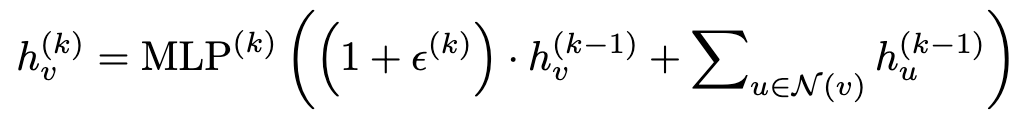 h_v^{(k)} = MLP^{(k)} ( ( 1 + ϵ^{(k)} ) · h_v^{(k−1)} + ∑_{u∈𝒩(v)} h_u^{(k−1)} )